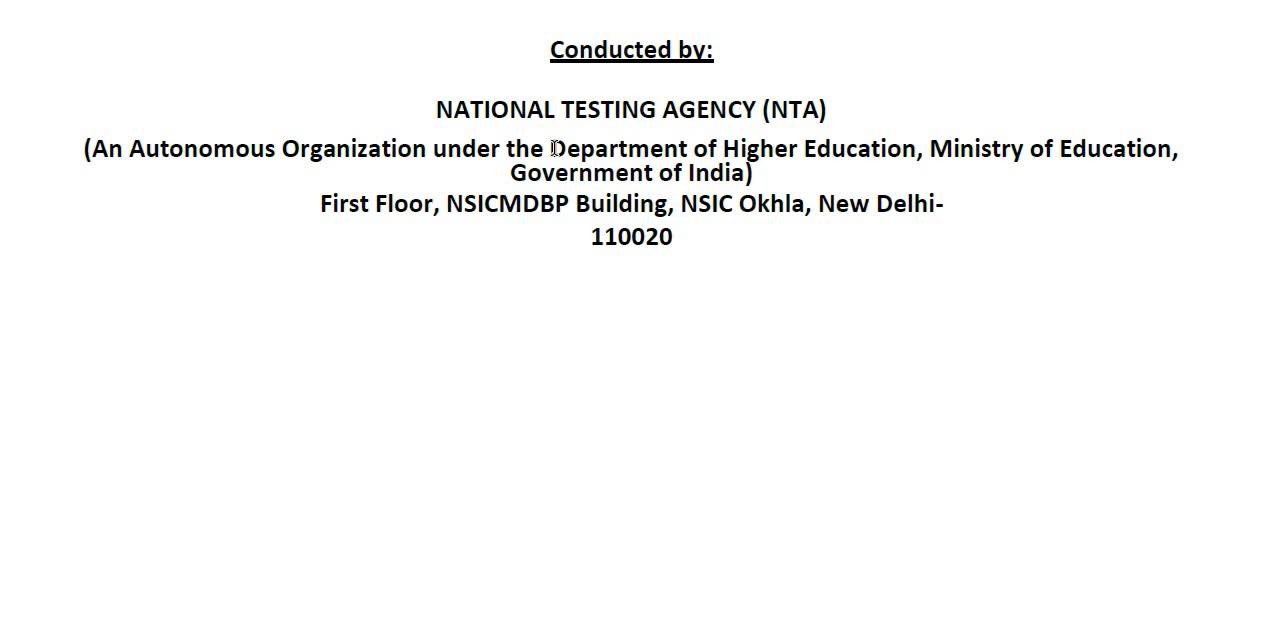 Conducted by:
NATIONAL TESTING AGENCY (NTA)
(An Autonomous Organization under the Department of Higher Education, Ministry of Education,
Government of India)
First Floor, NSICMDBP Building, NSIC Okhla, New Delhi-
110020